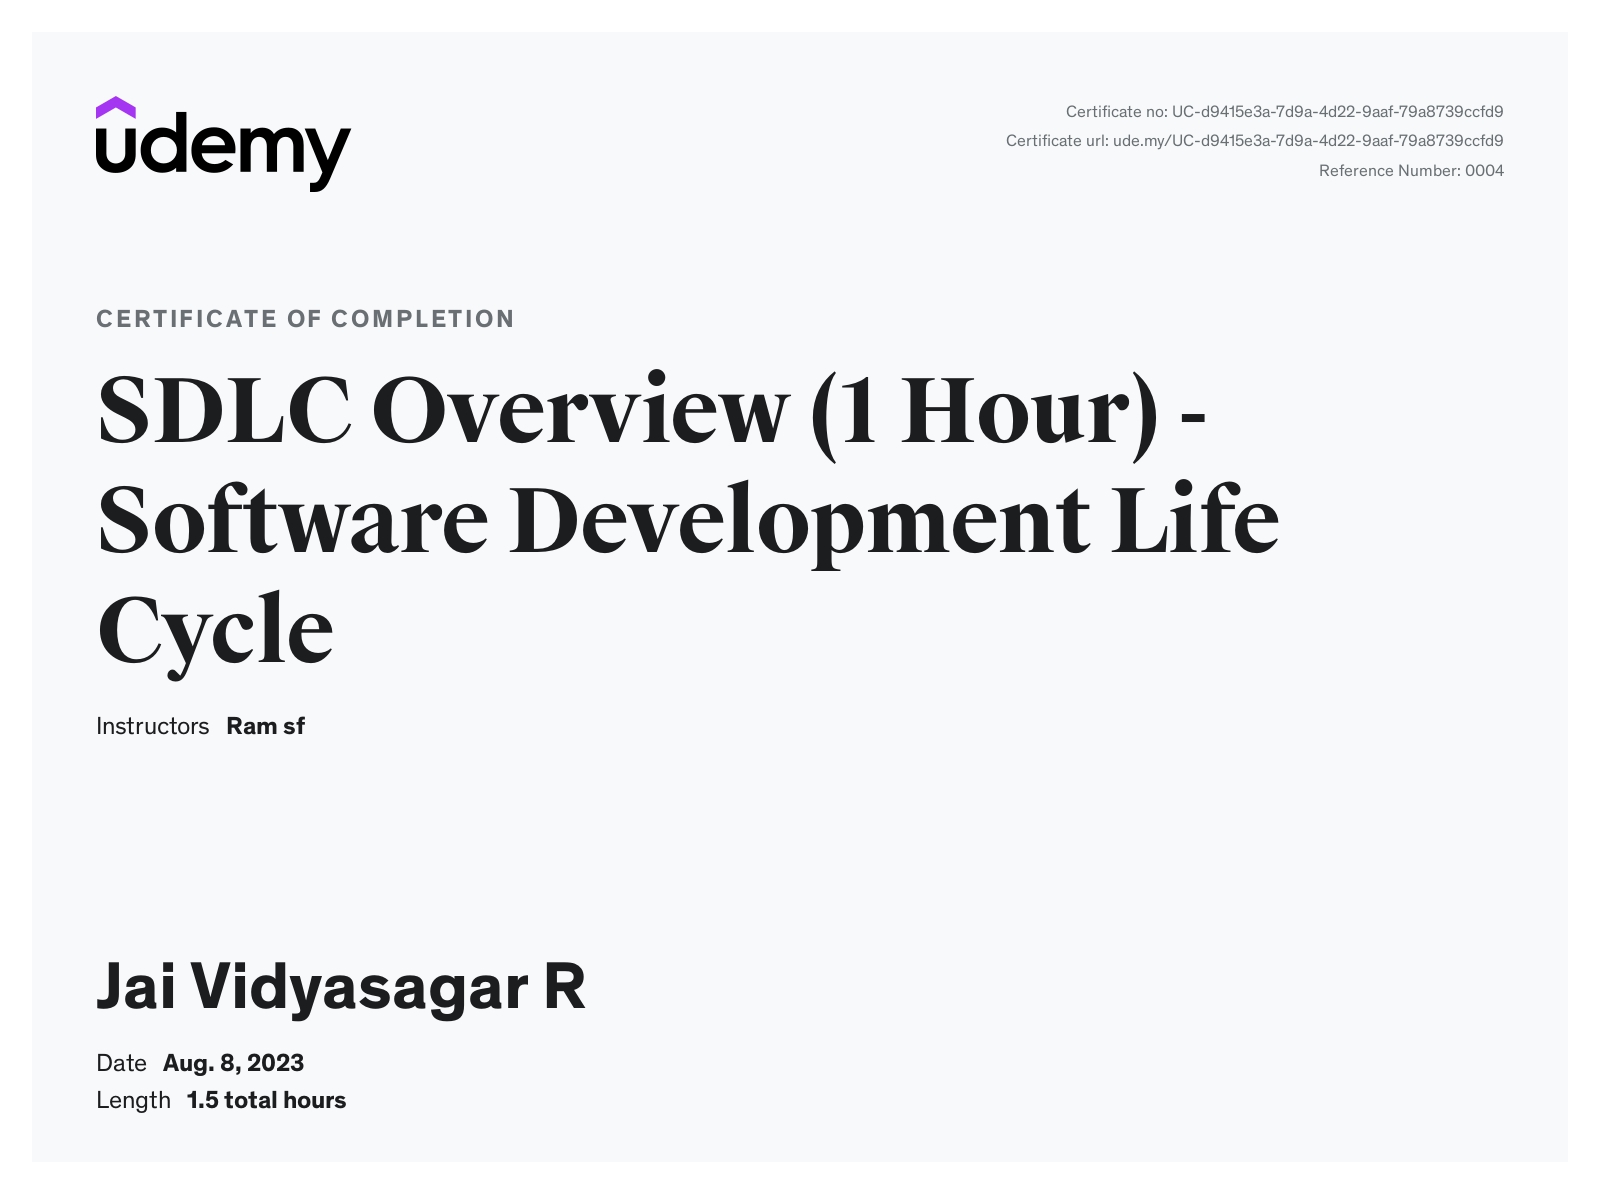 udemy
Certificate no: UC-d9415e3a-7d9a-4d22-9aaf-79a8739ccfd9
Certificate url: ude.my/UC-d9415e3a-7d9a-4d22-9aaf-79a8739ccfd9
Reference Number: 0004
CERTIFICATE OF COMPLETION
SDLC Overview (1 Hour) -
Software Development Life
Cycle
Instructors Ram sf
Jai Vidyasagar R
Date Aug. 8, 2023
Length 1.5 total hours